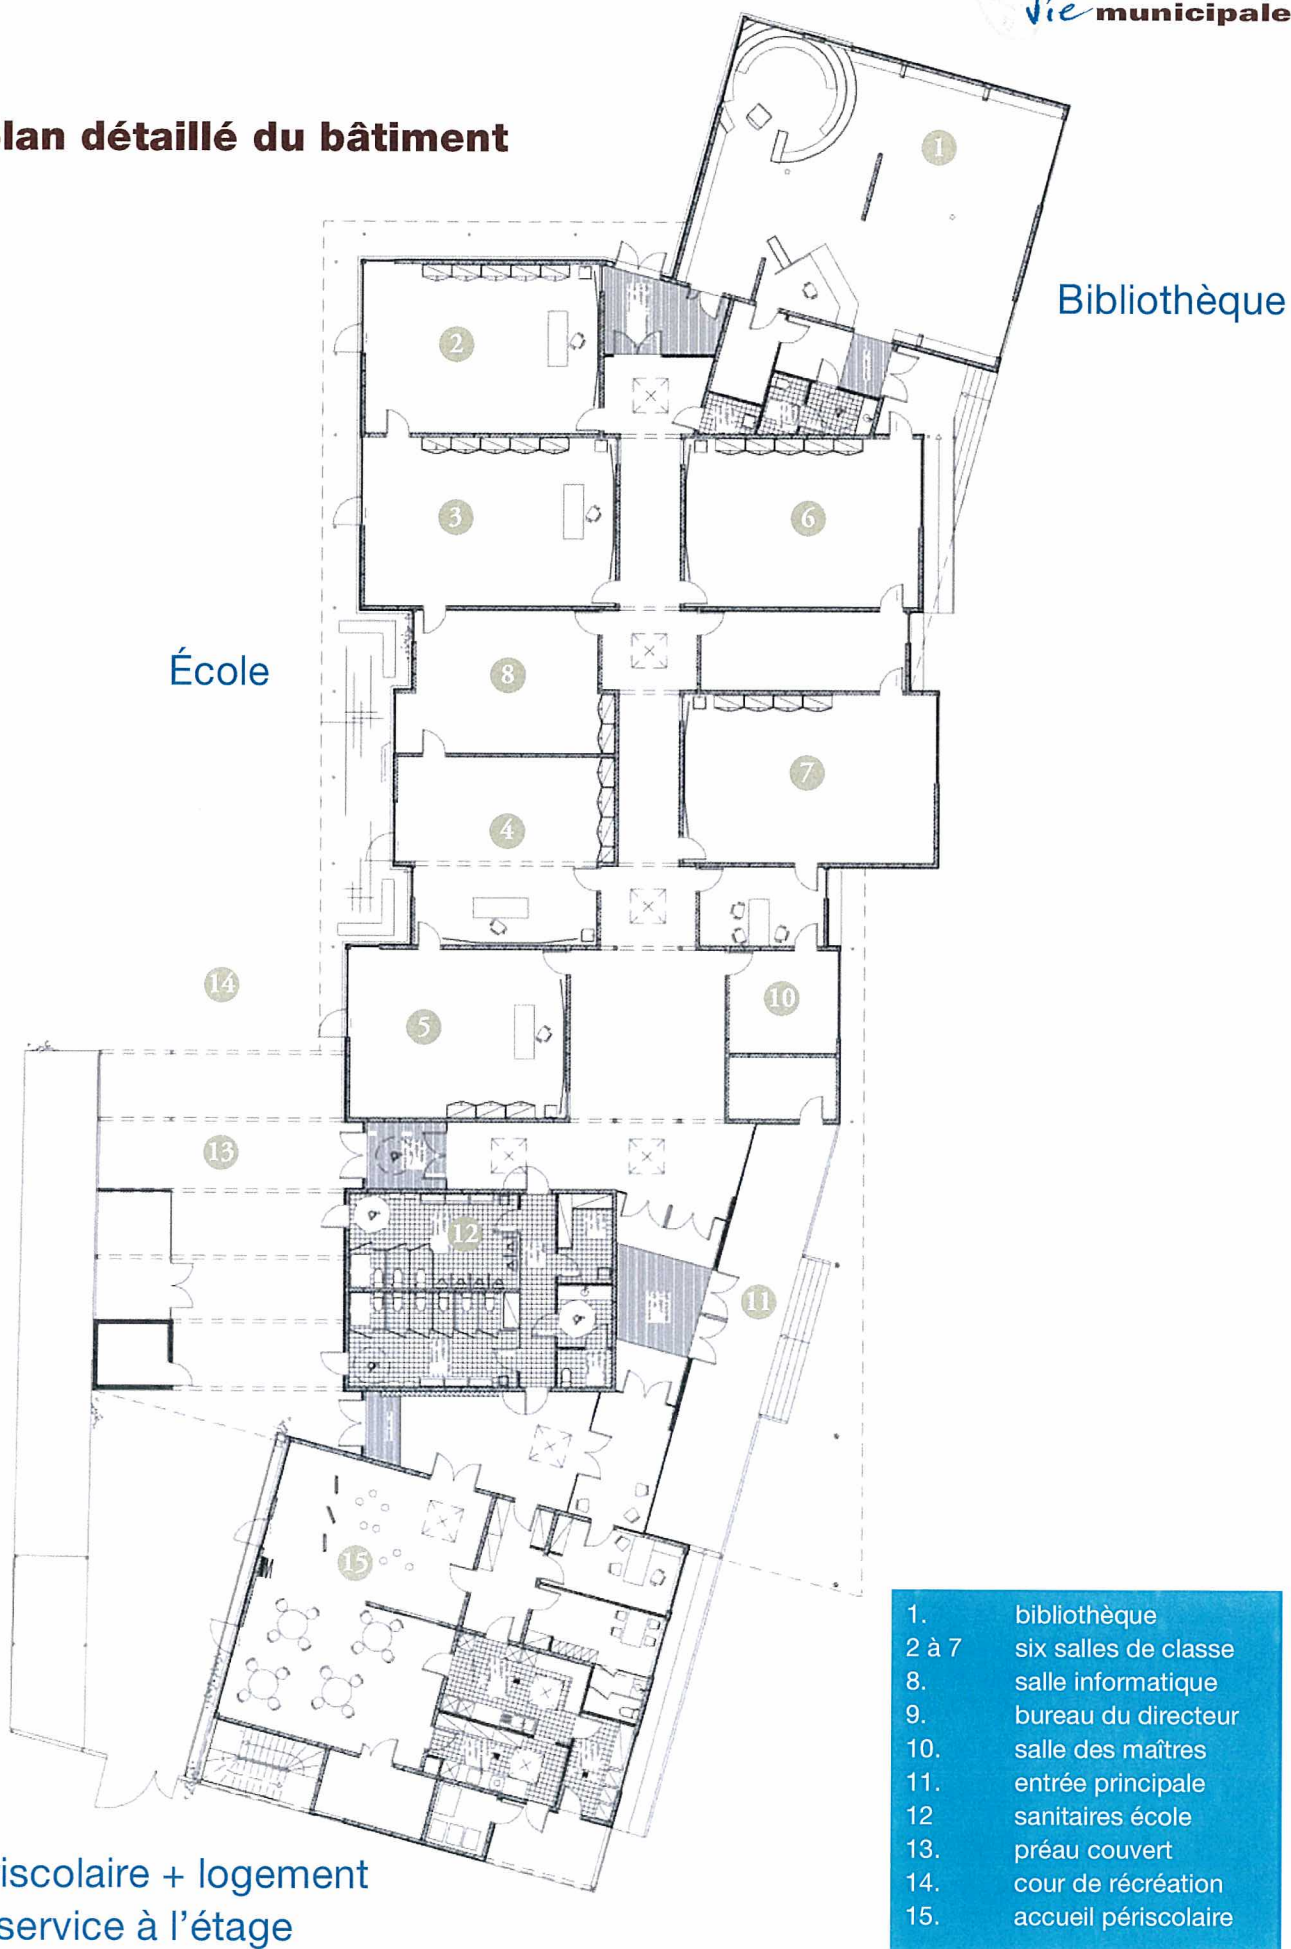 Vie municipale
plan détaillé du bâtiment
1
Bibliothèque
2
3
6
École
8
7
4
14
10
5
13
12
11
15
1. bibliothèque
2 à 7 six salles de classe
8. salle informatique
9. bureau du directeur
10. salle des maîtres
11. entrée principale
12 sanitaires école
13. préau couvert
14. cour de récréation
15. accueil périscolaire
iscolaire + logement
service à l'étage